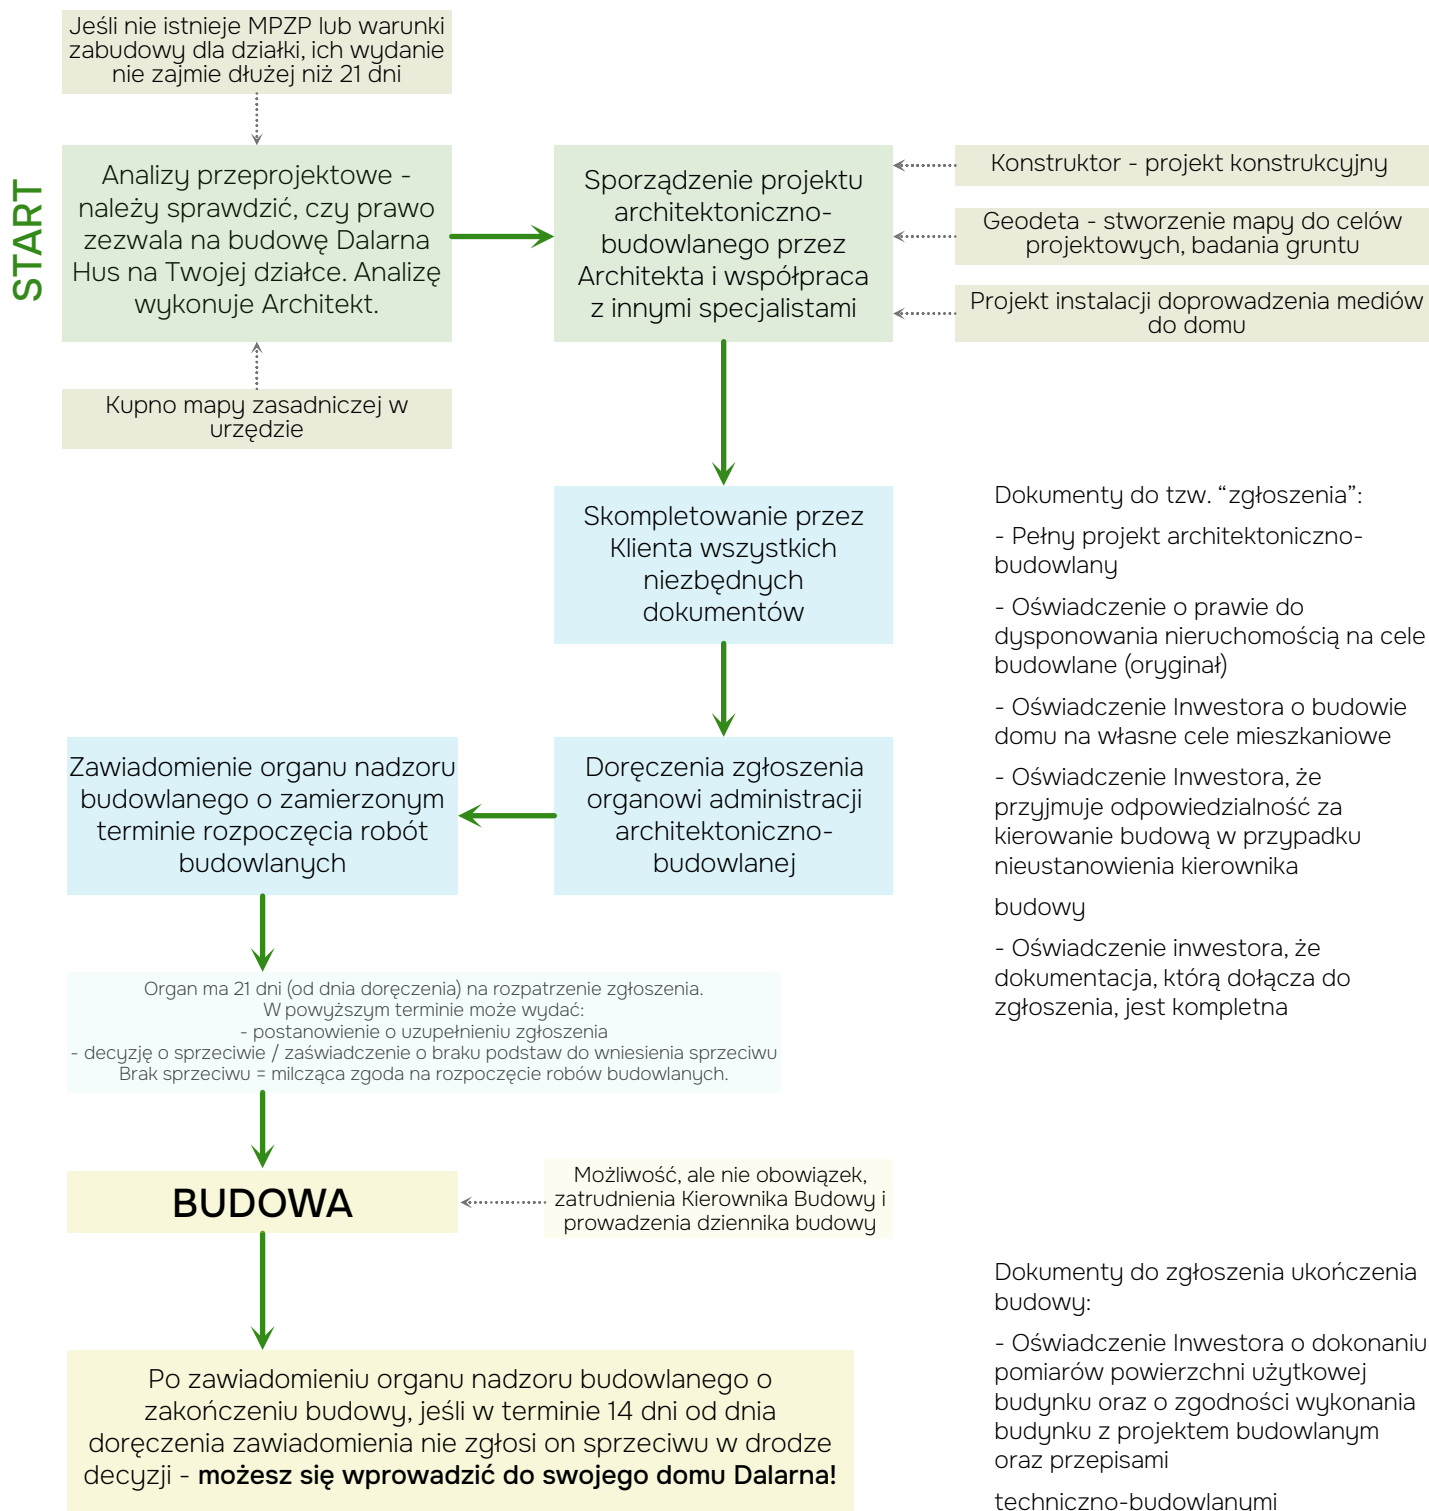 Jeśli nie istnieje MPZP lub warunki
zabudowy dla działki, ich wydanie
nie zajmie dłużej niż 21 dni
START
Analizy przeprojektowe -
należy sprawdzić, czy prawo
zezwala na budowę Dalarna
Hus na Twojej działce. Analizę
wykonuje Architekt.
Kupno mapy zasadniczej w
urzędzie
Sporządzenie projektu
architektoniczno-
budowlanego przez
Architekta i współpraca
z innymi specjalistami
Konstruktor - projekt konstrukcyjny
Geodeta - stworzenie mapy do celów
projektowych, badania gruntu
Projekt instalacji doprowadzenia mediów
do domu
Skompletowanie przez
Klienta wszystkich
niezbędnych
dokumentów
Doręczenia zgłoszenia
organowi administracji
architektoniczno-
budowlanej
Zawiadomienie organu nadzoru
budowlanego o zamierzonym
terminie rozpoczęcia robót
budowlanych
Dokumenty do tzw. “zgłoszenia”:
- Pełny projekt architektoniczno-
budowlany
- Oświadczenie o prawie do
dysponowania nieruchomością na cele
budowlane (oryginał)
- Oświadczenie Inwestora o budowie
domu na własne cele mieszkaniowe
- Oświadczenie Inwestora, że
przyjmuje odpowiedzialność za
kierowanie budową w przypadku
nieustanowienia kierownika
budowy
- Oświadczenie inwestora, że
dokumentacja, którą dołącza do
zgłoszenia, jest kompletna
Organ ma 21 dni (od dnia doręczenia) na rozpatrzenie zgłoszenia.
W powyższym terminie może wydać:
- postanowienie o uzupełnieniu zgłoszenia
- decyzję o sprzeciwie / zaświadczenie o braku podstaw do wniesienia sprzeciwu
Brak sprzeciwu = milcząca zgoda na rozpoczęcie robów budowlanych.
BUDOWA
Możliwość, ale nie obowiązek,
zatrudnienia Kierownika Budowy i
prowadzenia dziennika budowy
Po zawiadomieniu organu nadzoru budowlanego o
zakończeniu budowy, jeśli w terminie 14 dni od dnia
doręczenia zawiadomienia nie zgłosi on sprzeciwu w drodze
decyzji - możesz się wprowadzić do swojego domu Dalarna!
Dokumenty do zgłoszenia ukończenia
budowy:
- Oświadczenie Inwestora o dokonaniu
pomiarów powierzchni użytkowej
budynku oraz o zgodności wykonania
budynku z projektem budowlanym
oraz przepisami
techniczno-budowlanymi